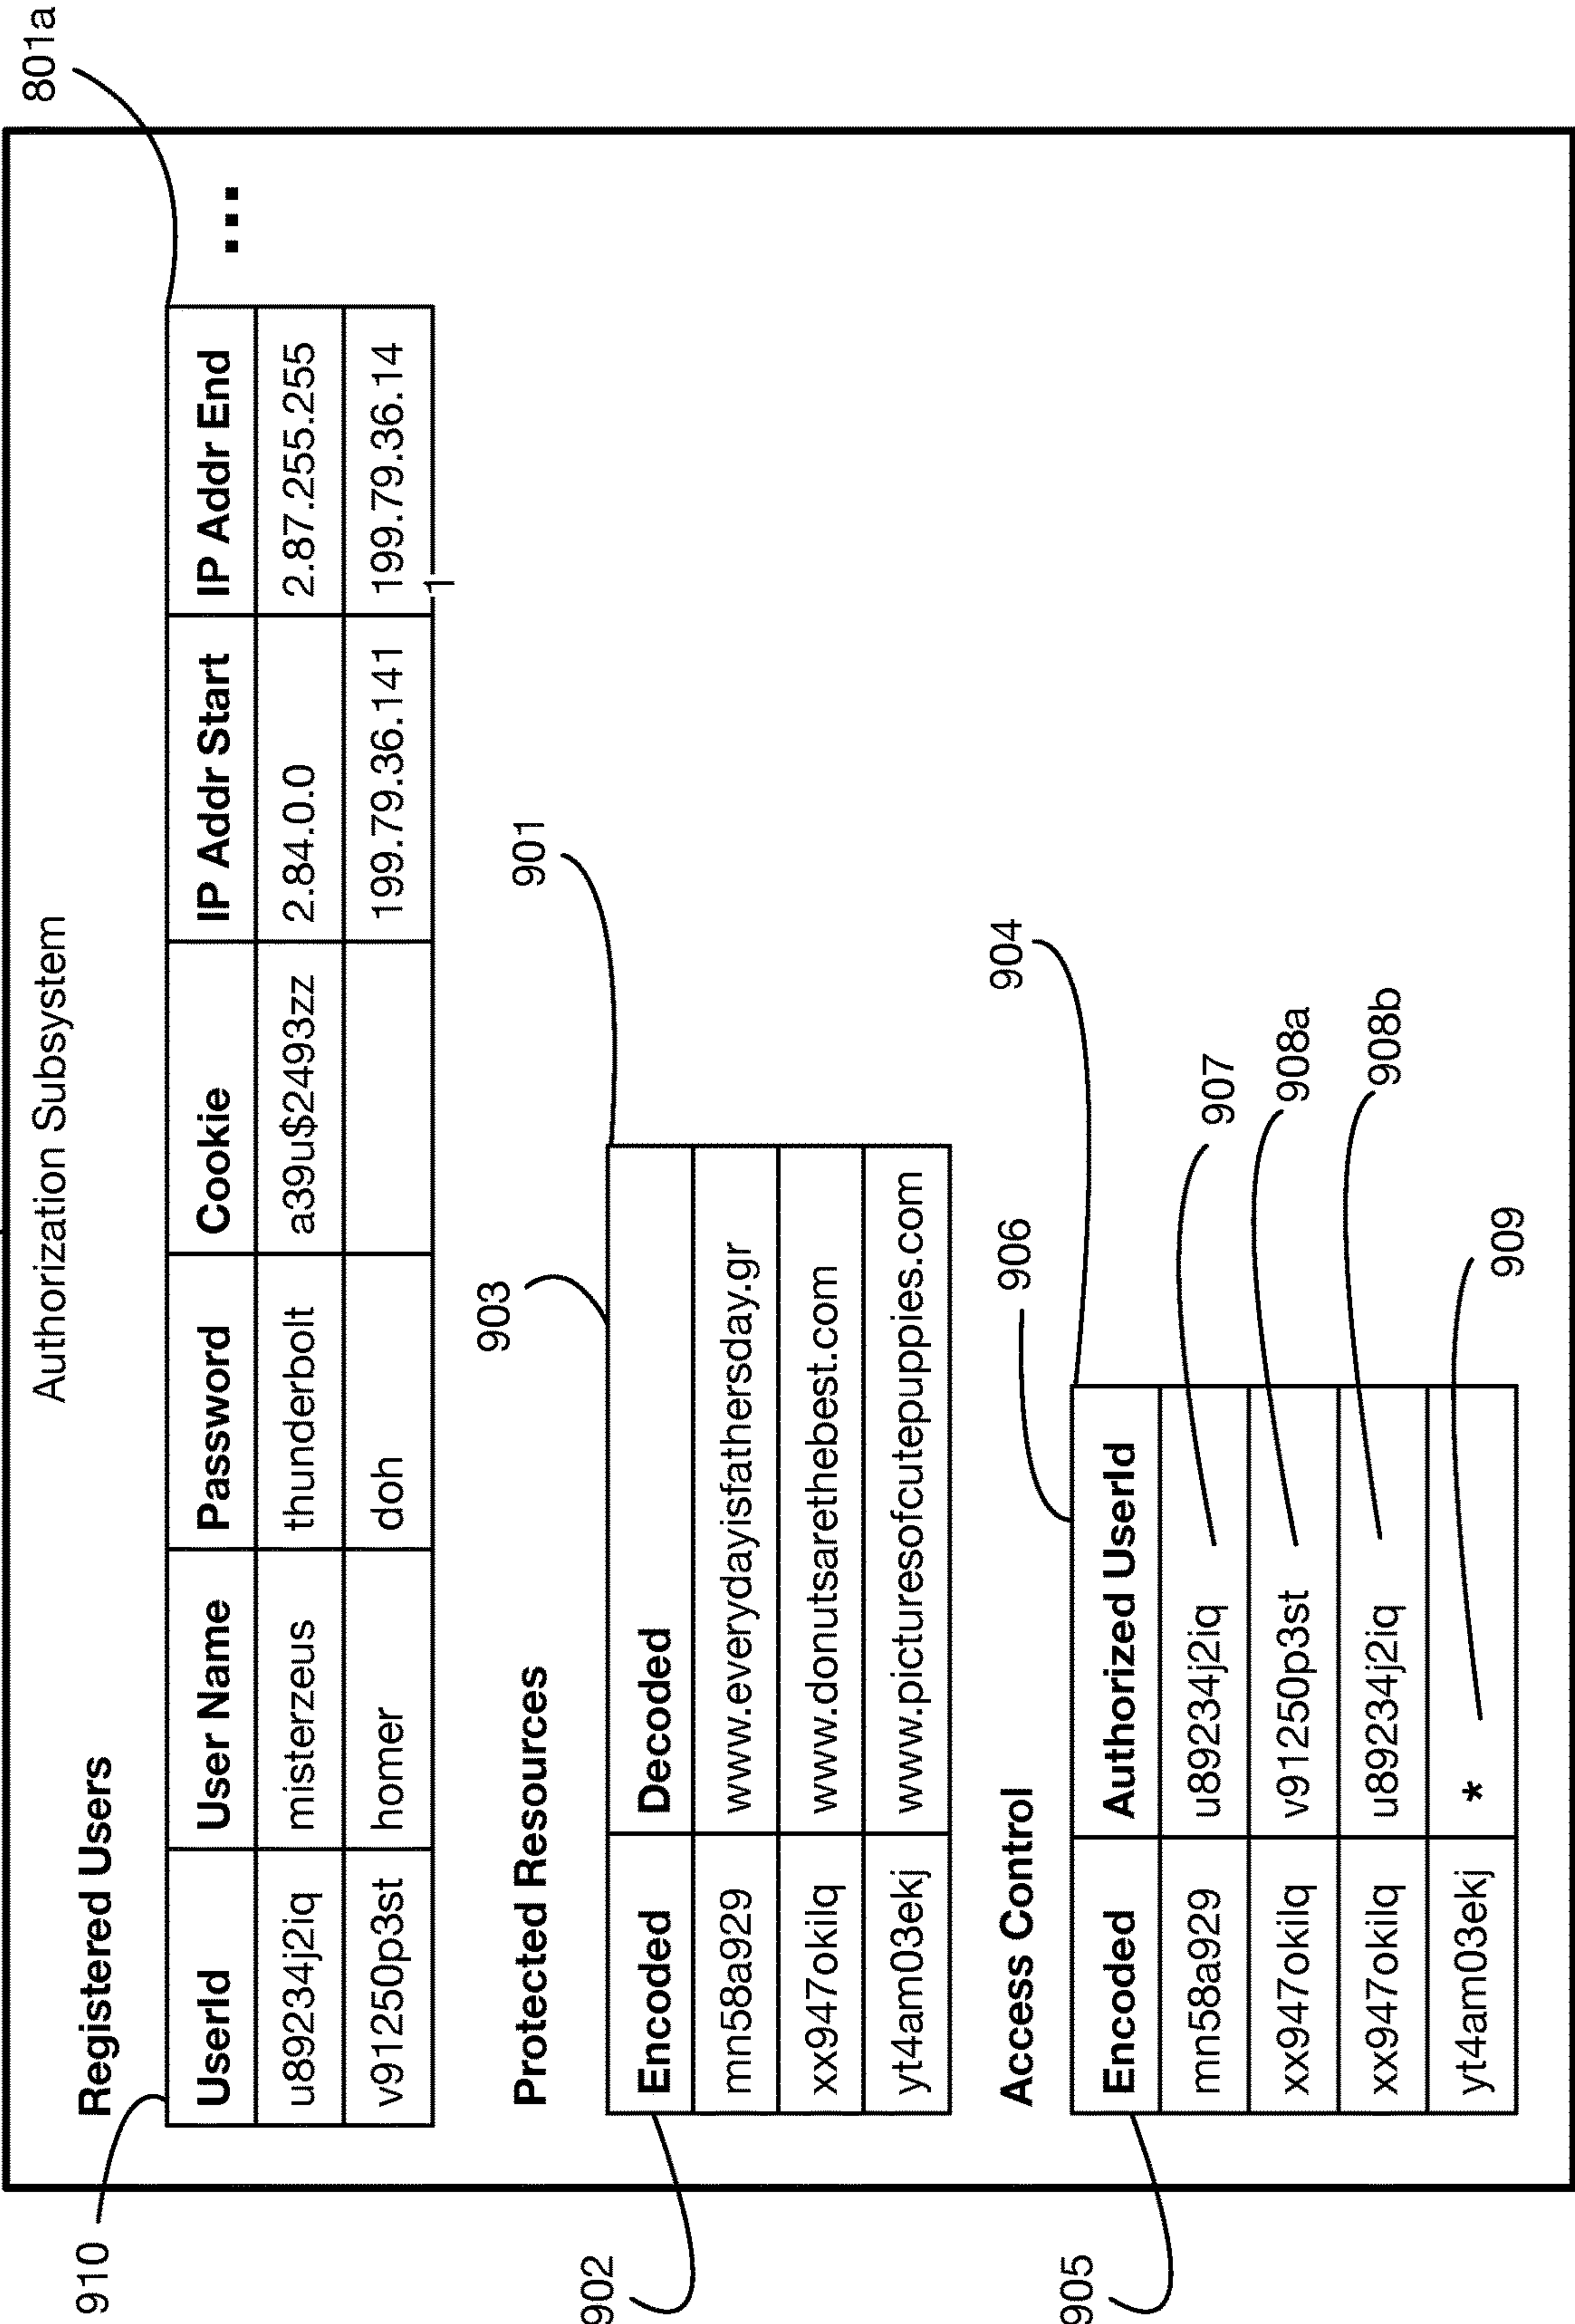 Authorization Subsystem
801a
910
Registered Users
UserId User Name Password Cookie IP Addr Start IP Addr End ...
u89234j2iq misterzeus thunderbolt a39u$2493zz 2.84.0.0 2.87.255.255
v91250p3st homer doh 199.79.36.141 199.79.36.14
1
903
901
Protected Resources
902
Encoded Decoded
mn58a929 www.everydayisfathersday.gr
xx947okilq www.donutsarethebest.com
yt4am03ekj www.picturesofcutepuppies.com
906
904
Access Control
905
Encoded Authorized UserId
mn58a929 u89234j2iq 907
xx947okilq v91250p3st 908a
xx947okilq u89234j2iq 908b
yt4am03ekj * 909